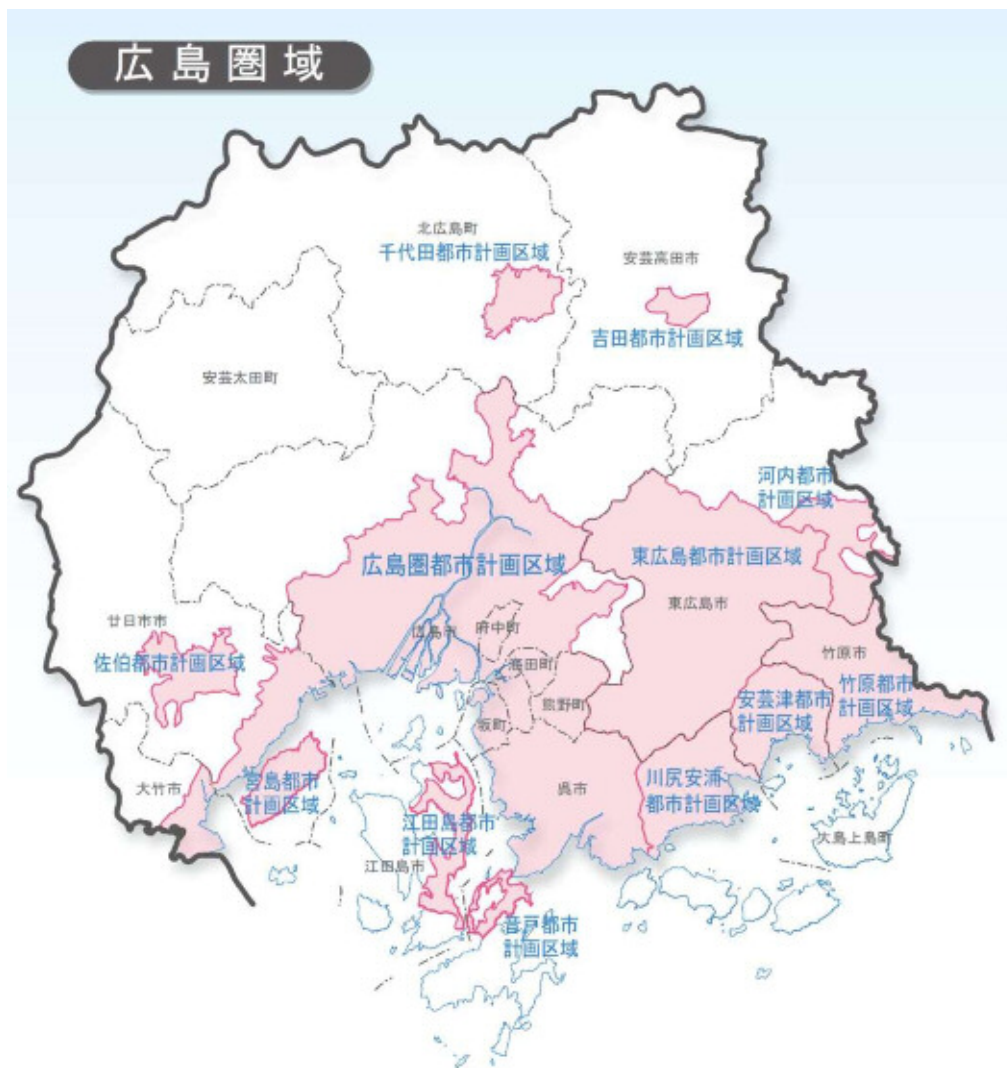 広島圏域
北広島町
千代田都市計画区域
安芸高田市
吉田都市計画区域
安芸太田町
河内都市
計画区域
広島圏都市計画区域
東広島都市計画区域
東広島市
廿日市市
佐伯都市計画区域
広島市
府中町
海田町
竹原市
熊野町
坂町
安芸津都市
計画区域
竹原都市
計画区域
大竹市
宮島都市
計画区域
呉市
川尻安浦
都市計画区域
江田島都市
計画区域
江田島市
大島上島町
音戸都市
計画区域